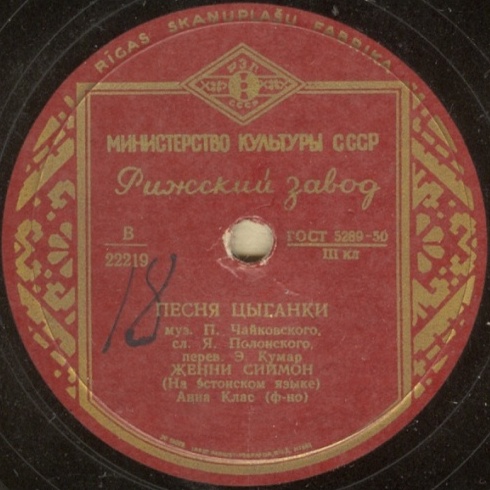 RĪGAS SKAŅUPLAŠU FABRIKA
РЗП
СССР
МИНИСТЕРСТВО КУЛЬТУРЫ СССР
Рижский завод
В
22219
ГОСТ 5289-50
III кл
18
ПЕСНЯ ЦЫГАНКИ
муз. П. Чайковского,
сл. Я. Полонского,
перев. Э. Кумар
ЖЕННИ СИЙМОН
(На эстонском языке)
Анна Клас (ф-но)